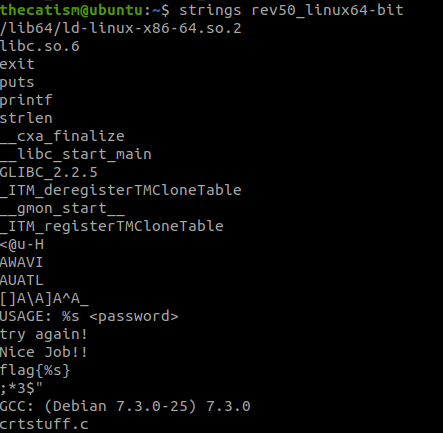 thecatism@ubuntu:~$ strings rev50_linux64-bit
/lib64/ld-linux-x86-64.so.2
libc.so.6
exit
puts
printf
strlen
__cxa_finalize
__libc_start_main
GLIBC_2.2.5
_ITM_deregisterTMCloneTable
__gmon_start__
_ITM_registerTMCloneTable
<@u-H
AWAVI
AUATL
[]A\A]A^A_
USAGE: %s <password>
try again!
Nice Job!!
flag{%s}
;*3$"
GCC: (Debian 7.3.0-25) 7.3.0
crtstuff.c